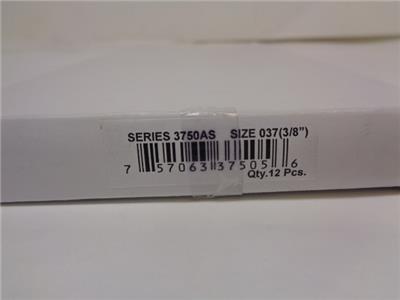 SERIES 3750AS SIZE 037(3/8")
7 57063 37505 6
Qty.12 Pcs.